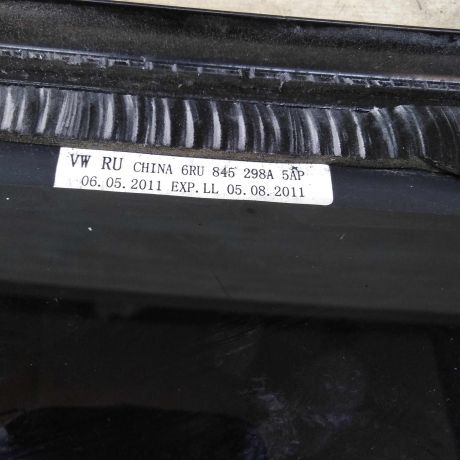 VW RU CHINA 6RU 845 298A 5AP
06.05.2011 EXP.LL 05.08.2011